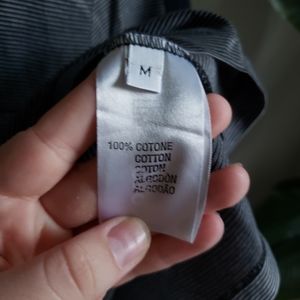 M
100% COTONE
COTTON
COTON
ALGODÓN
ALGODÃO